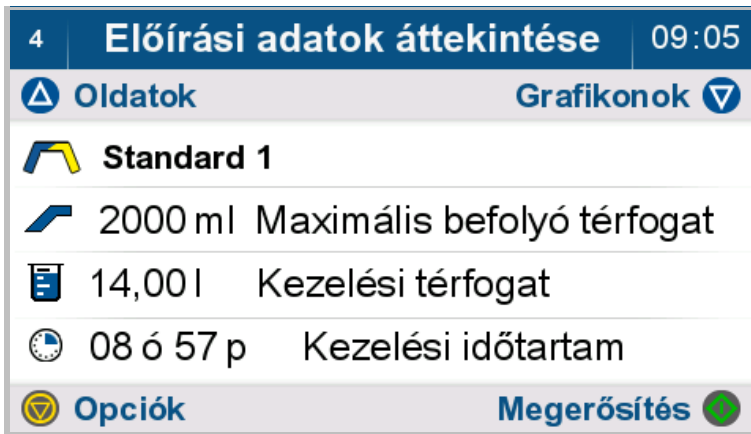 4 Előírási adatok áttekintése 09:05
Oldatok Grafikonok
Standard 1
2000 ml Maximális befolyó térfogat
14,00 l Kezelési térfogat
08 ó 57 p Kezelési időtartam
Opciók Megerősítés